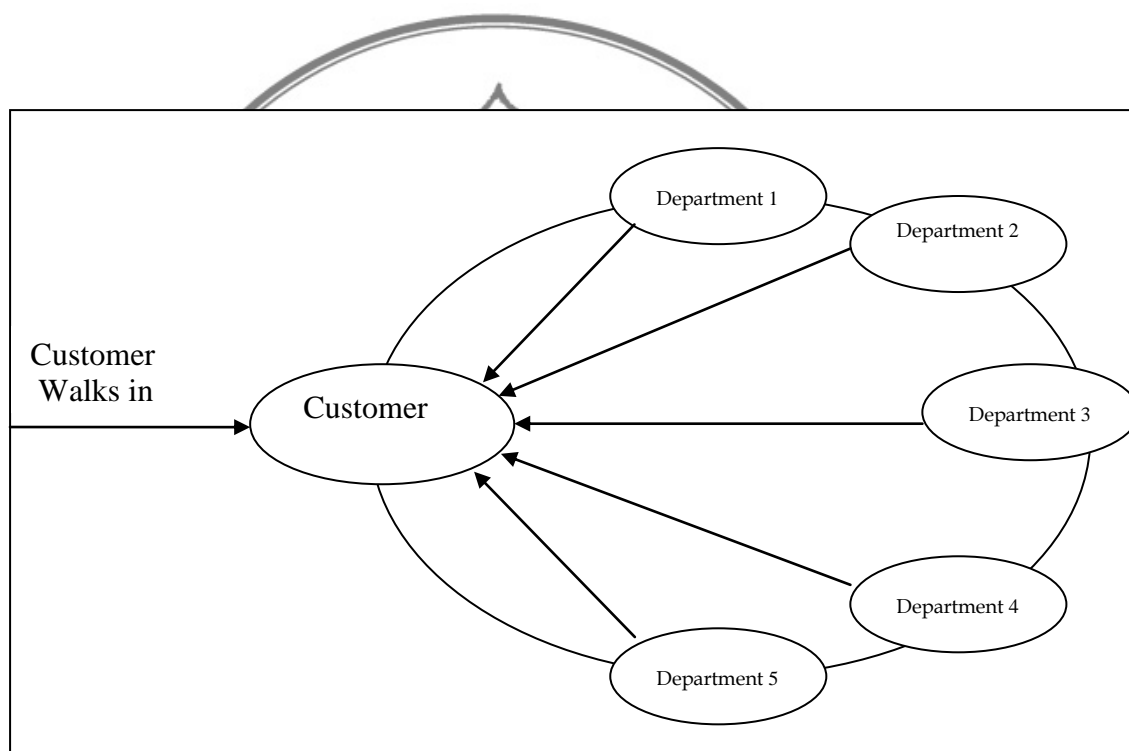 Department 1
Department 2
Customer
Walks in
Customer
Department 3
Department 4
Department 5